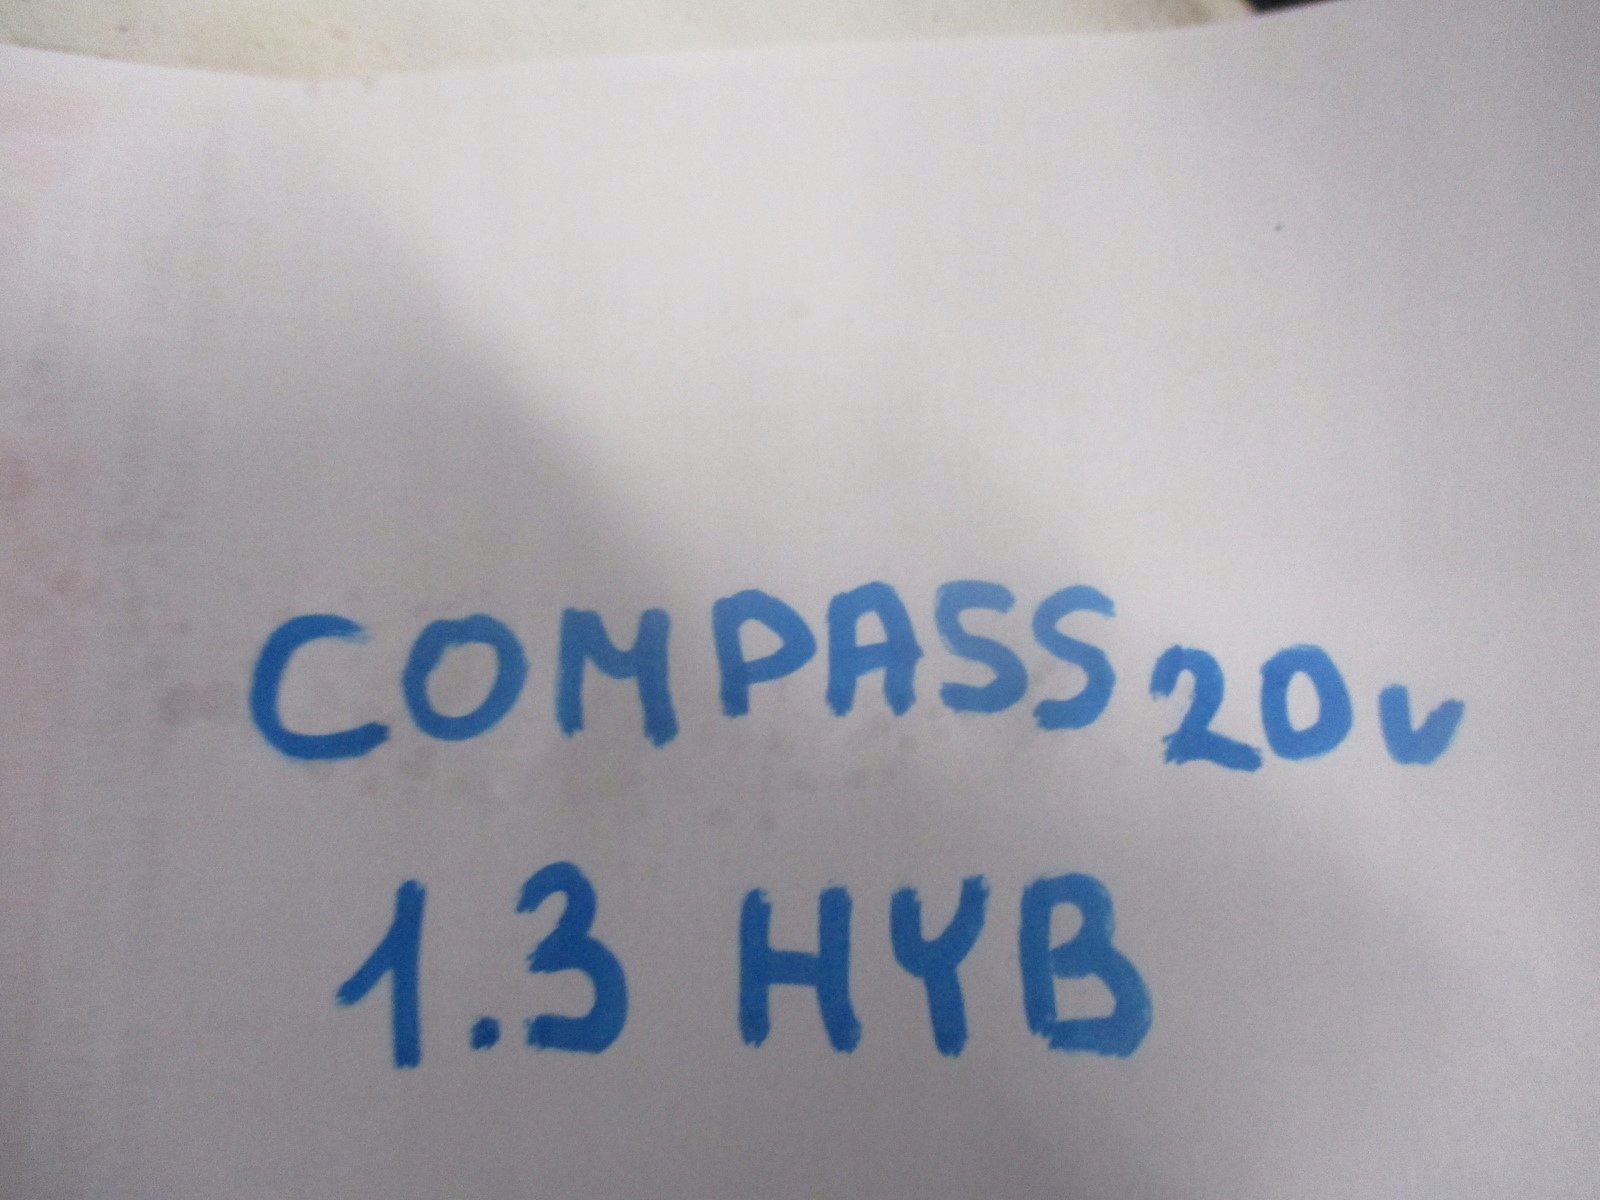 COMPASS 20v
1.3 HYB